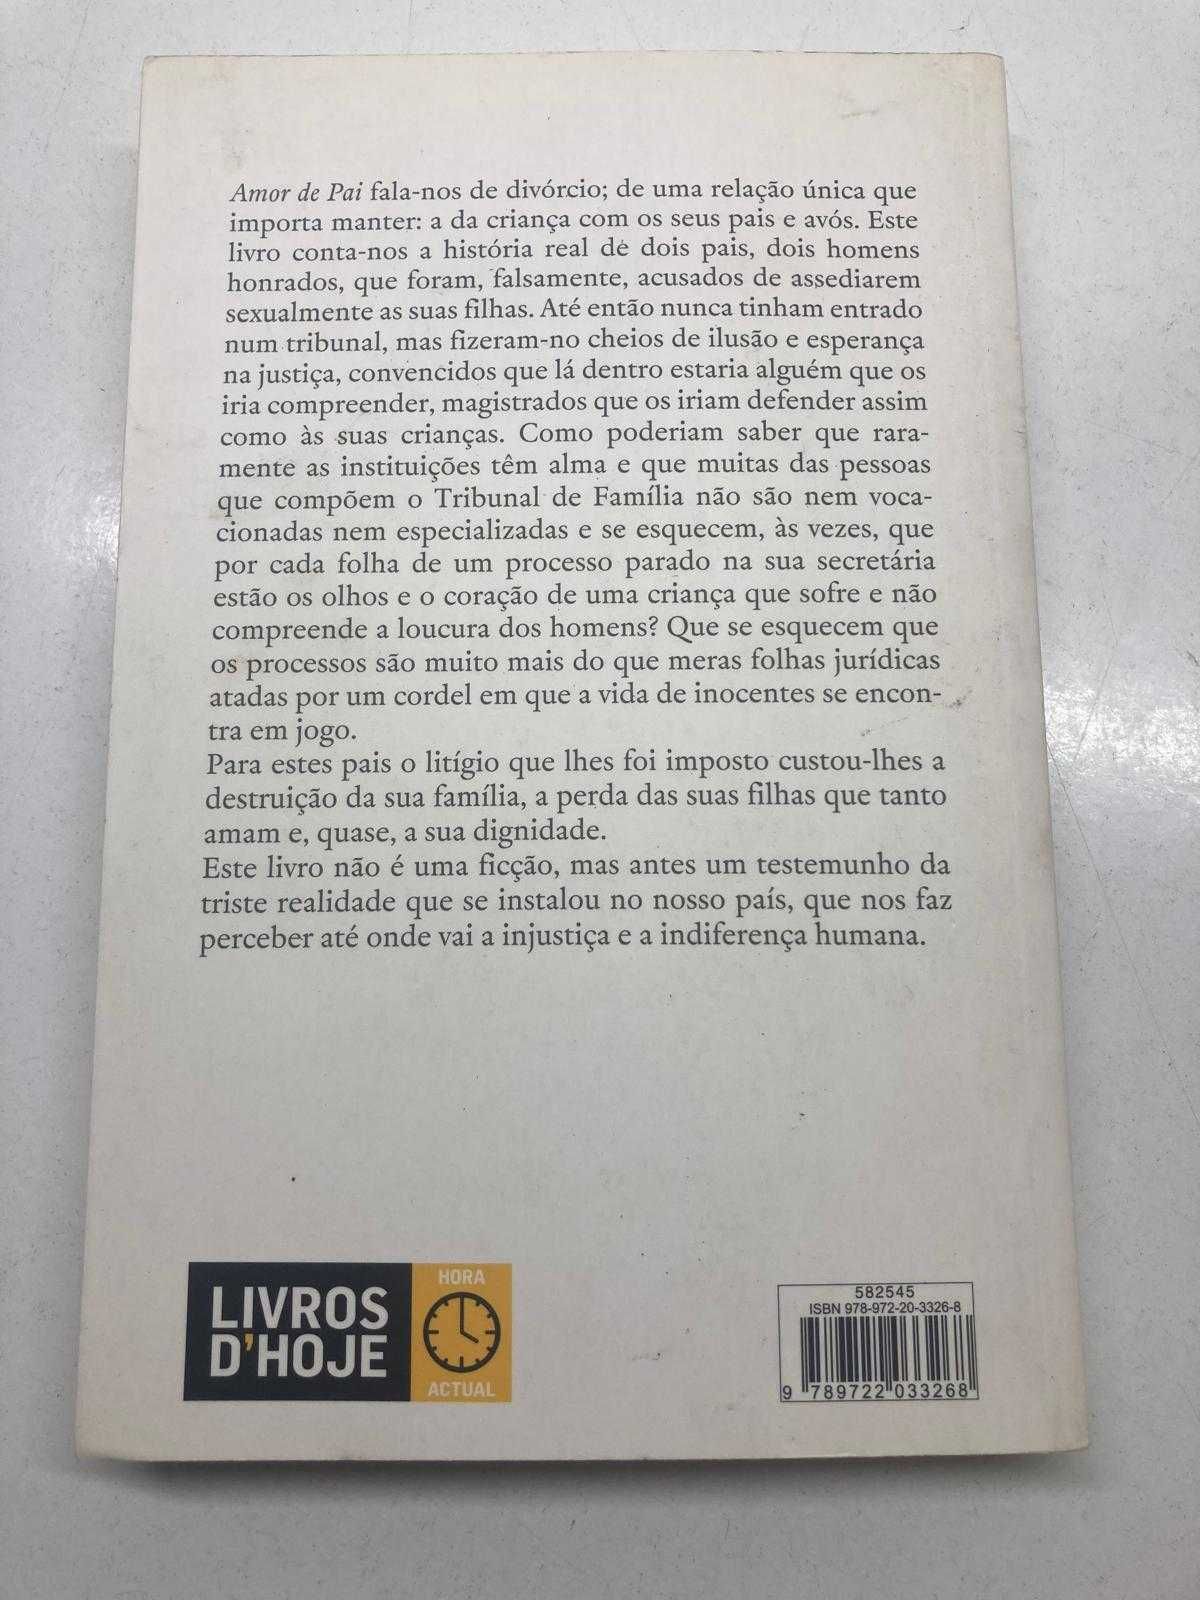 Amor de Pai fala-nos de divórcio; de uma relação única que
importa manter: a da criança com os seus pais e avós. Este
livro conta-nos a história real de dois pais, dois homens
honrados, que foram, falsamente, acusados de assediarem
sexualmente as suas filhas. Até então nunca tinham entrado
num tribunal, mas fizeram-no cheios de ilusão e esperança
na justiça, convencidos que lá dentro estaria alguém que os
iria compreender, magistrados que os iriam defender assim
como às suas crianças. Como poderiam saber que rara-
mente as instituições têm alma e que muitas das pessoas
que compõem o Tribunal de Família não são nem voca-
cionadas nem especializadas e se esquecem, às vezes, que
por cada folha de um processo parado na sua secretária
estão os olhos e o coração de uma criança que sofre e não
compreende a loucura dos homens? Que se esquecem que
os processos são muito mais do que meras folhas jurídicas
atadas por um cordel em que a vida de inocentes se encon-
tra em jogo.
Para estes pais o litígio que lhes foi imposto custou-lhes a
destruição da sua família, a perda das suas filhas que tanto
amam e, quase, a sua dignidade.
Este livro não é uma ficção, mas antes um testemunho da
triste realidade que se instalou no nosso país, que nos faz
perceber até onde vai a injustiça e a indiferença humana.
LIVROS
D'HOJE
HORA
ACTUAL
582545
ISBN 978-972-20-3326-8
9 789722 033268